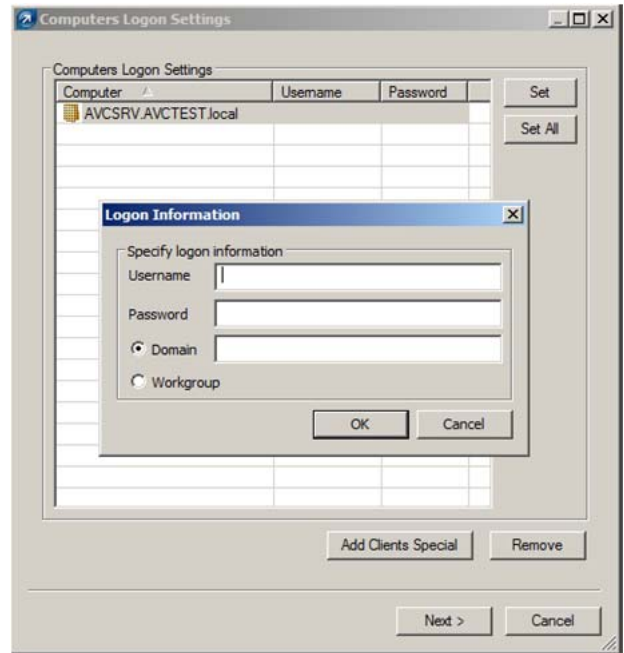 Computers Logon Settings
Computers Logon Settings
Computer Username Password Set
AVCSRV.AVCTEST.local
Set All
Logon Information
Specify logon information
Username
Password
Domain
Workgroup
OK Cancel
Add Clients Special Remove
Next > Cancel